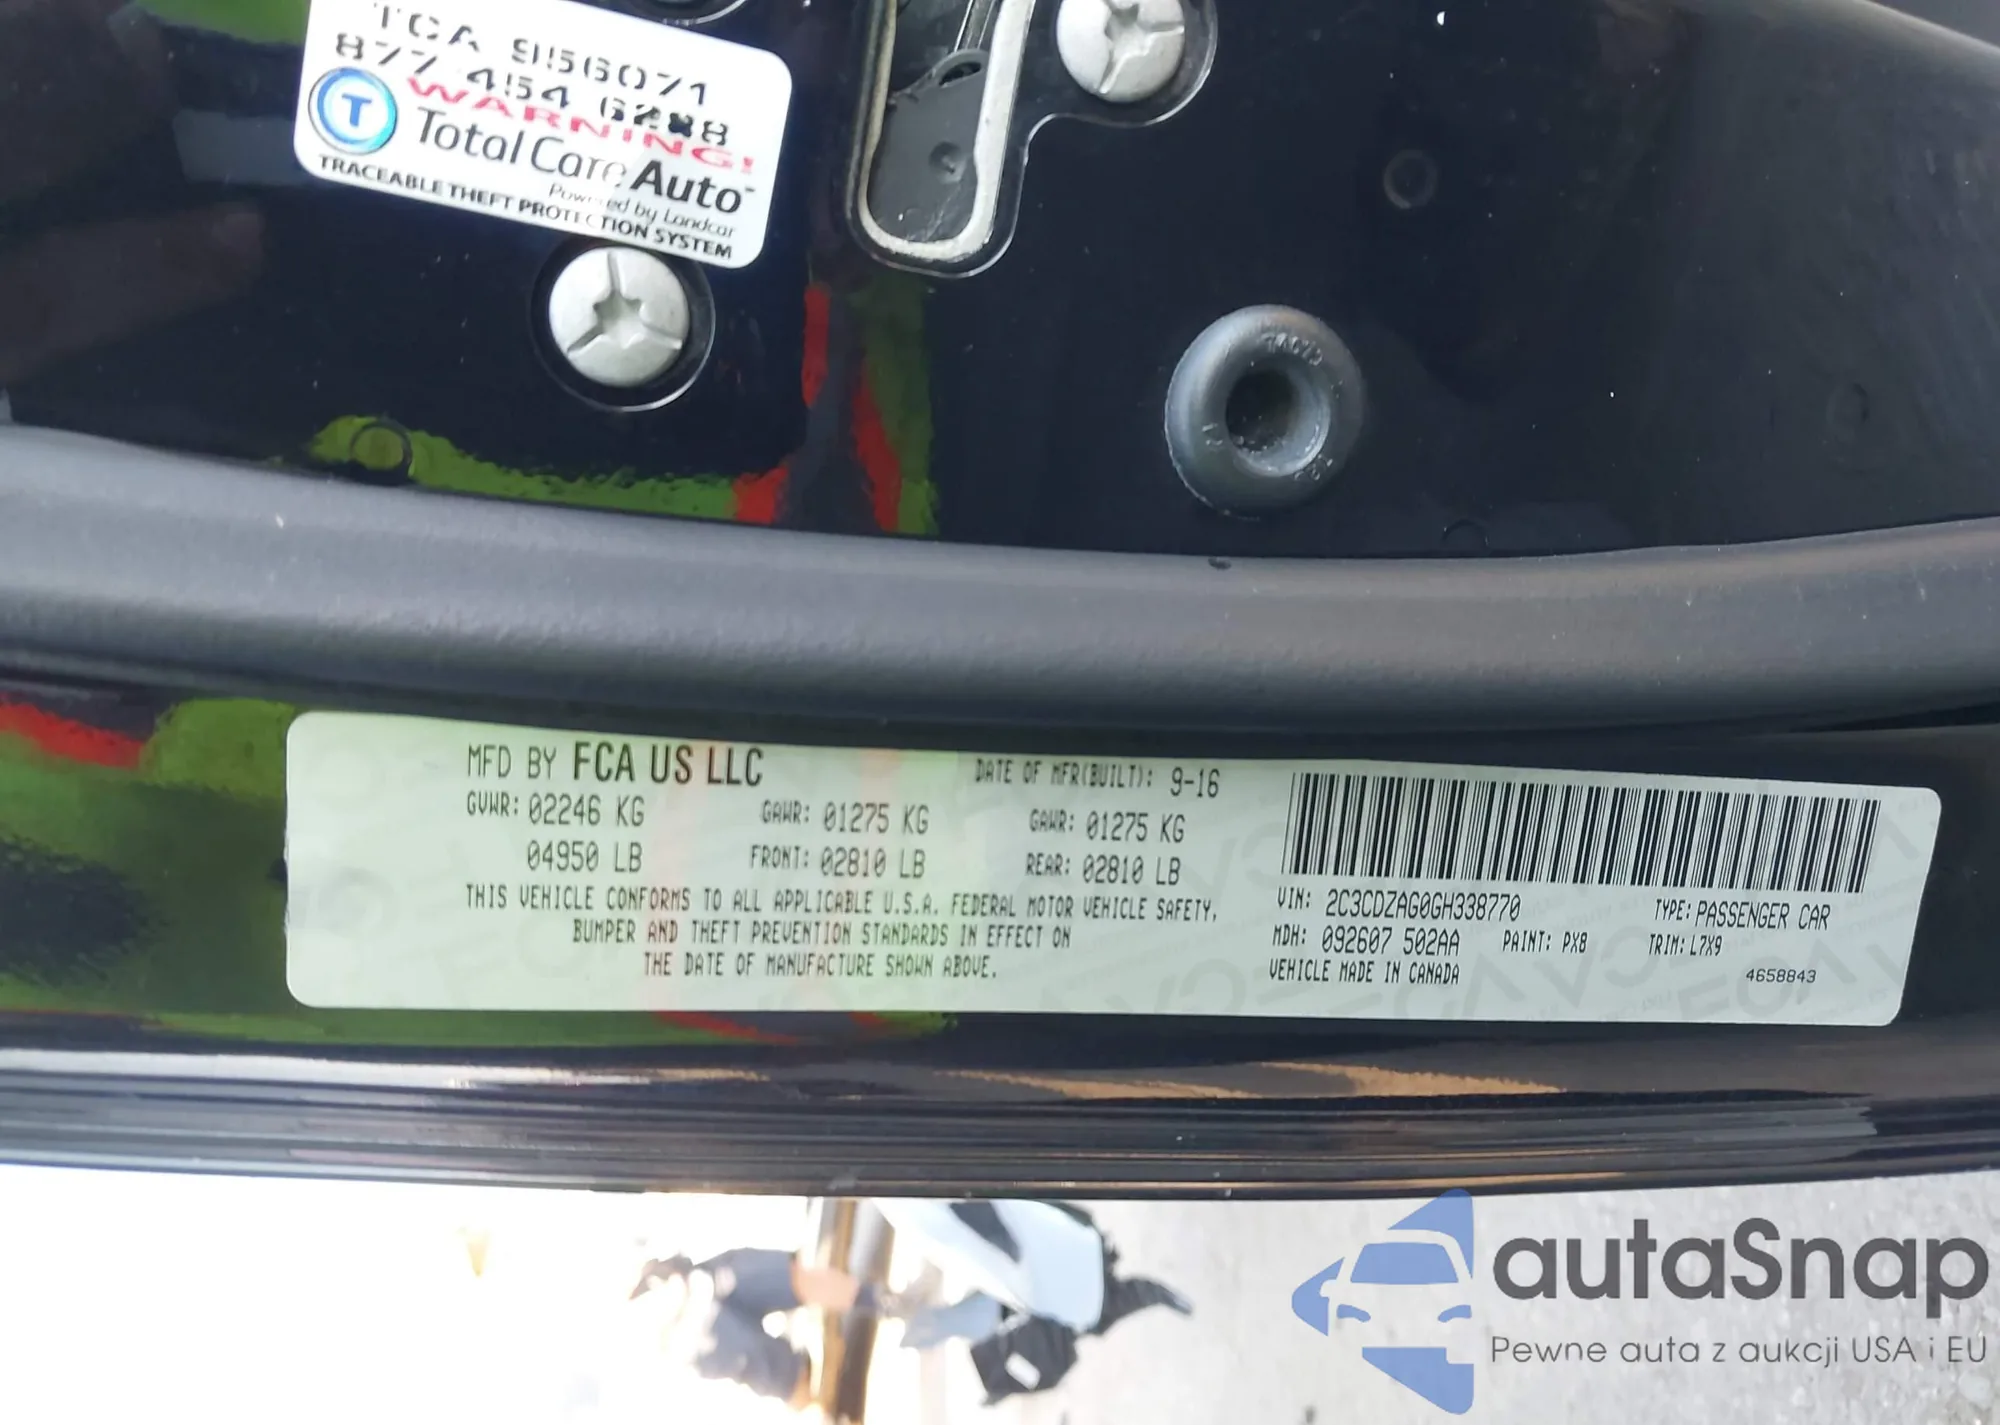 TCA 956071
877 454 6288
WARNING!
T Total Care Auto
Powered by Landcar
TRACEABLE THEFT PROTECTION SYSTEM
MFD BY FCA US LLC
DATE OF MFR(BUILT): 9-16
GVWR: 02246 KG
GAWR: 01275 KG
GAWR: 01275 KG
04950 LB
FRONT: 02810 LB
REAR: 02810 LB
THIS VEHICLE CONFORMS TO ALL APPLICABLE U.S.A. FEDERAL MOTOR VEHICLE SAFETY,
BUMPER AND THEFT PREVENTION STANDARDS IN EFFECT ON
THE DATE OF MANUFACTURE SHOWN ABOVE.
VIN: 2C3CDZAG0GH338770
TYPE: PASSENGER CAR
MDH: 092607 502AA
PAINT: PX8
TRIM: L7X9
VEHICLE MADE IN CANADA
4658843
autaSnap
Pewne auta z aukcji USA i EU